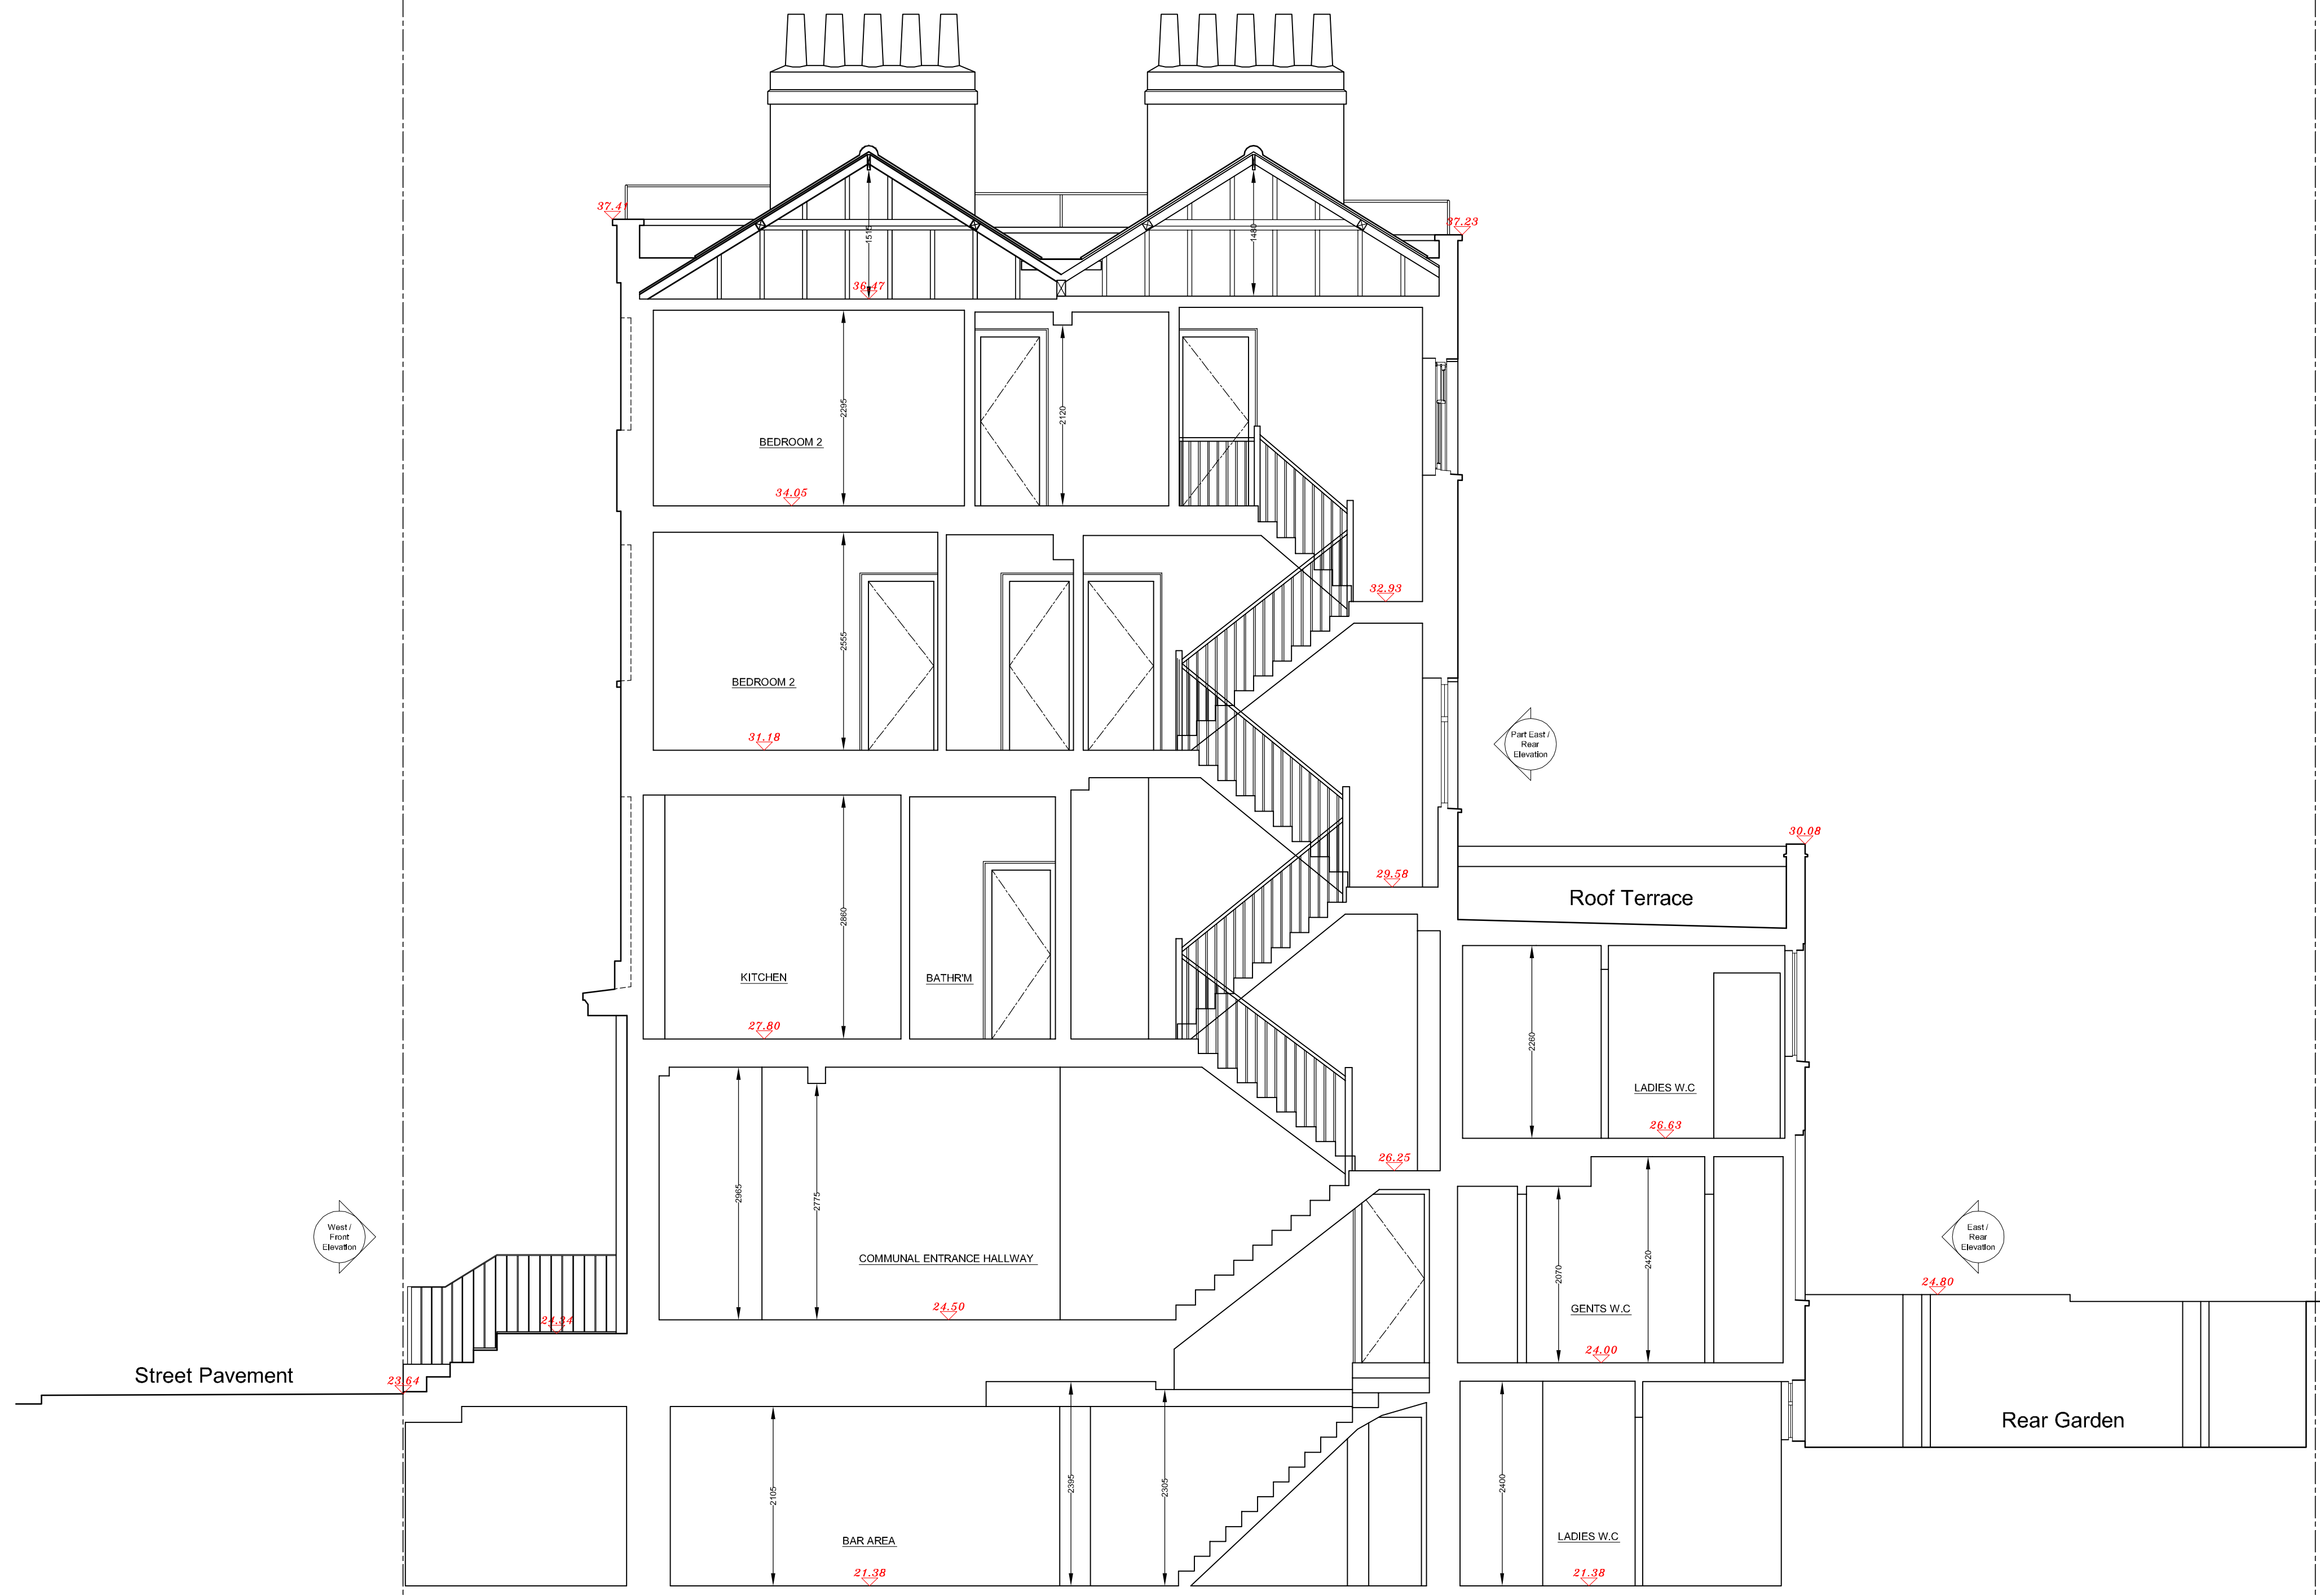 37.41
37.23
1515
1480
36.47
2295
2120
BEDROOM 2
34.05
32.93
2555
BEDROOM 2
31.18
Part East /
Rear
Elevation
30.08
29.58
Roof Terrace
2860
KITCHEN
BATHR'M
27.80
2260
LADIES W.C
26.63
26.25
2965
2775
West /
Front
Elevation
COMMUNAL ENTRANCE HALLWAY
24.50
24.34
2070
2420
GENTS W.C
24.00
East /
Rear
Elevation
24.80
Street Pavement
23.64
Rear Garden
2105
2395
2305
2400
BAR AREA
21.38
LADIES W.C
21.38